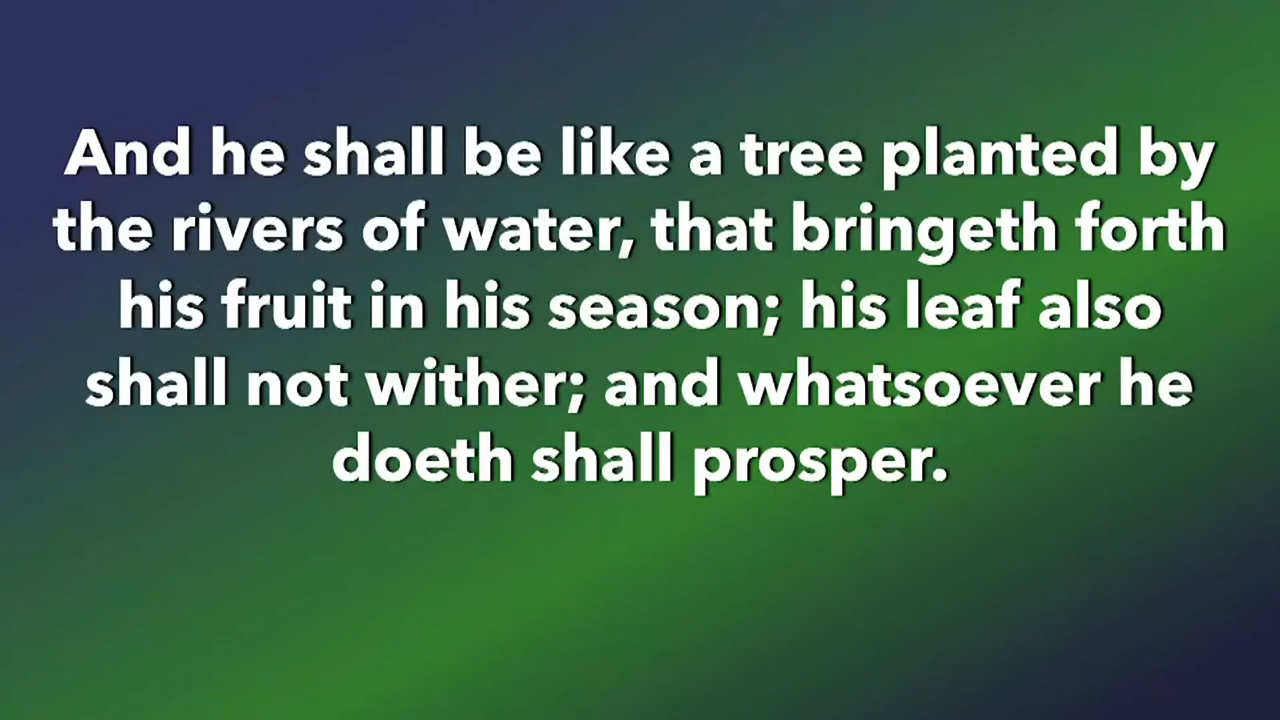 And he shall be like a tree planted by
the rivers of water, that bringeth forth
his fruit in his season; his leaf also
shall not wither; and whatsoever he
doeth shall prosper.